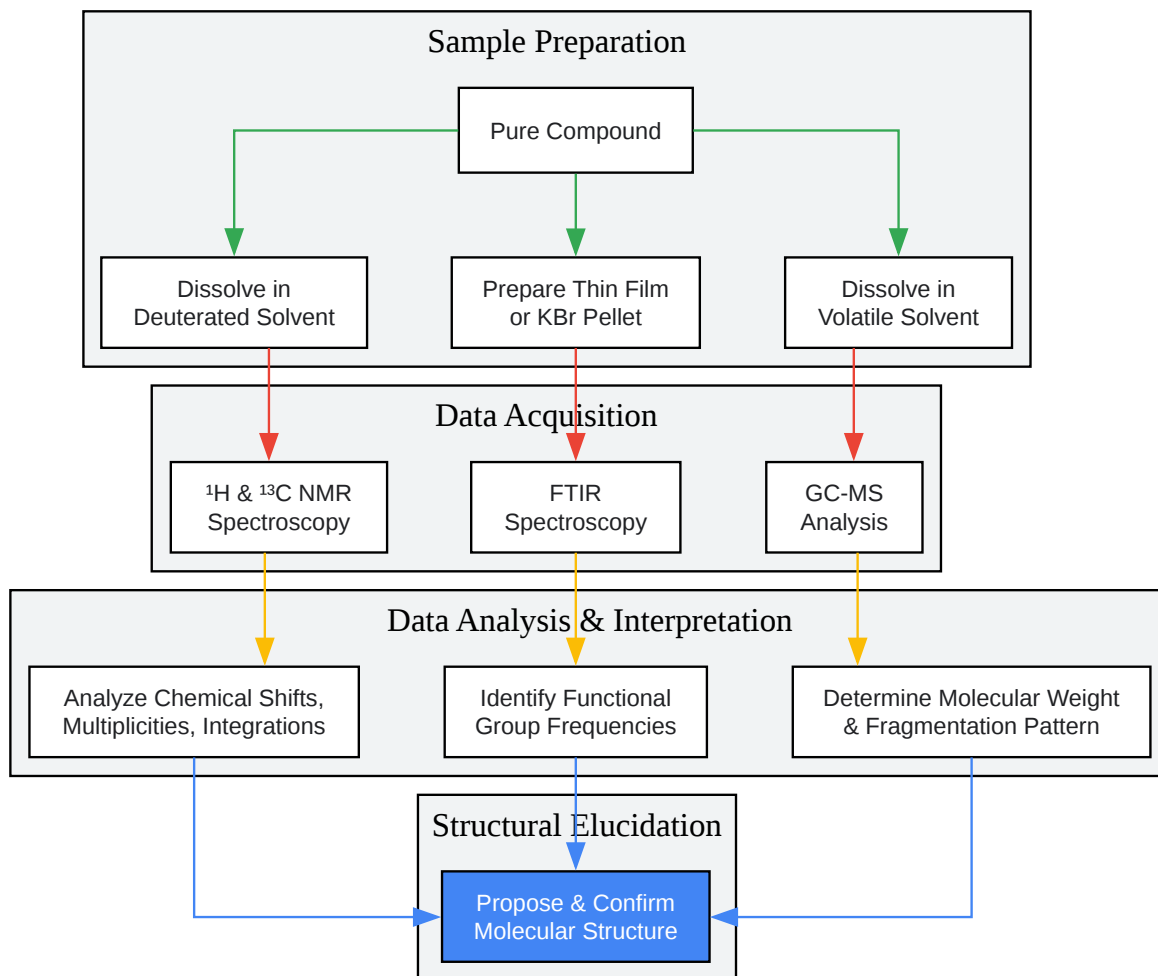 Sample Preparation
Pure Compound
Dissolve in
Deuterated Solvent
Prepare Thin Film
or KBr Pellet
Dissolve in
Volatile Solvent
Data Acquisition
¹H & ¹³C NMR
Spectroscopy
FTIR
Spectroscopy
GC-MS
Analysis
Data Analysis & Interpretation
Analyze Chemical Shifts,
Multiplicities, Integrations
Identify Functional
Group Frequencies
Determine Molecular Weight
& Fragmentation Pattern
Structural Elucidation
Propose & Confirm
Molecular Structure